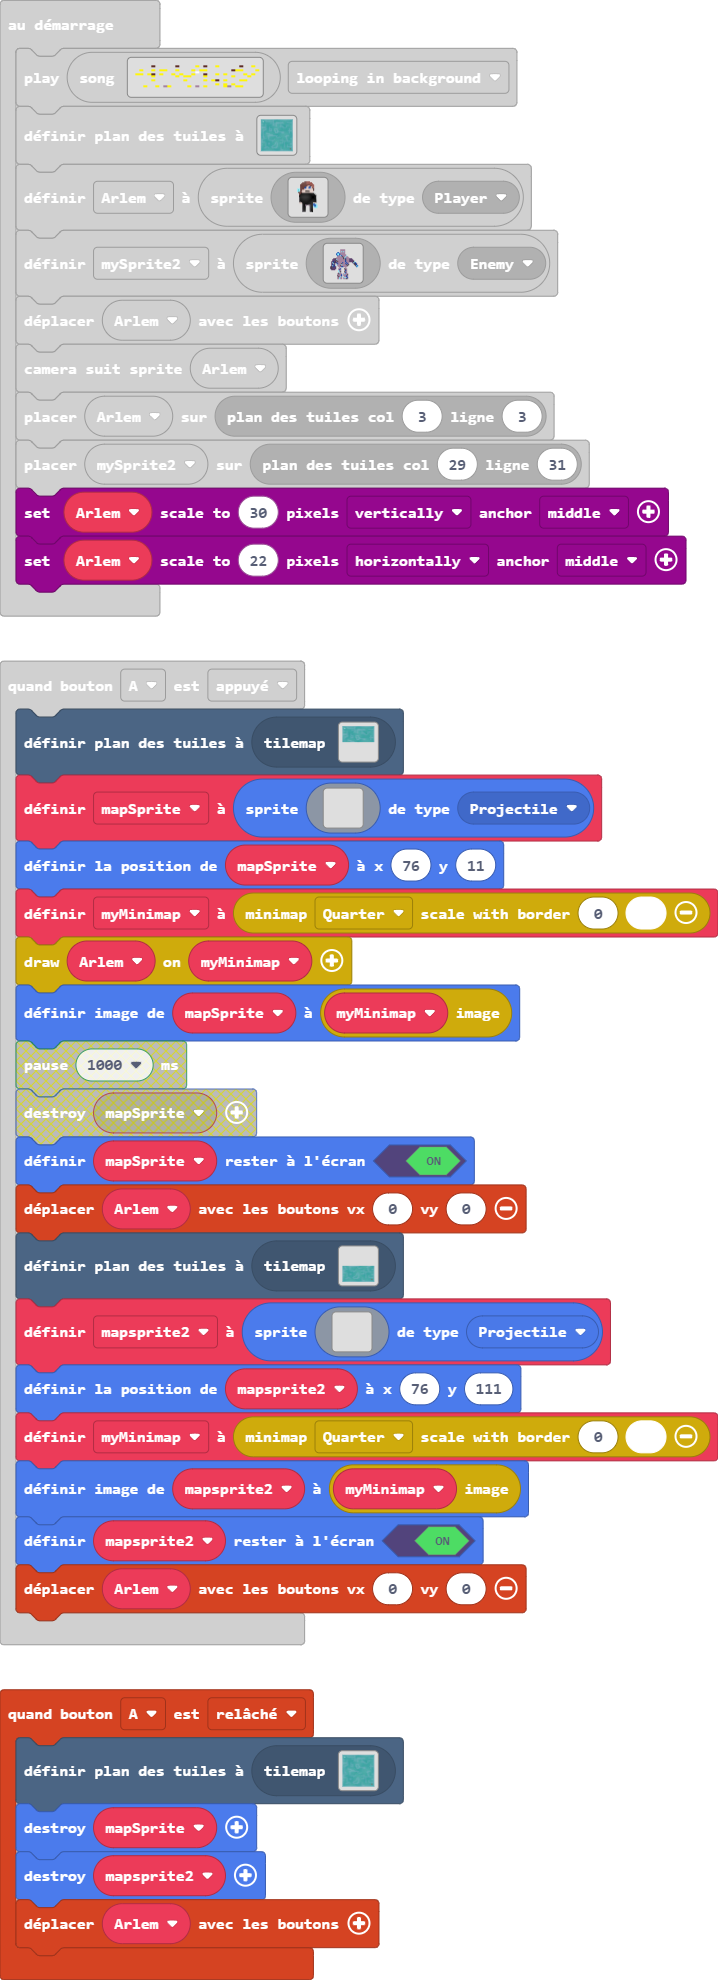 au démarrage
play song looping in background
définir plan des tuiles à
définir Arlem à sprite de type Player
définir mySprite2 à sprite de type Enemy
déplacer Arlem avec les boutons
camera suit sprite Arlem
placer Arlem sur plan des tuiles col 3 ligne 3
placer mySprite2 sur plan des tuiles col 29 ligne 31
set Arlem scale to 30 pixels vertically anchor middle
set Arlem scale to 22 pixels horizontally anchor middle
quand bouton A est appuyé
définir plan des tuiles à tilemap
définir mapSprite à sprite de type Projectile
définir la position de mapSprite à x 76 y 11
définir myMinimap à minimap Quarter scale with border 0
draw Arlem on myMinimap
définir image de mapSprite à myMinimap image
pause 1000 ms
destroy mapSprite
définir mapSprite rester à l'écran ON
déplacer Arlem avec les boutons vx 0 vy 0
définir plan des tuiles à tilemap
définir mapsprite2 à sprite de type Projectile
définir la position de mapsprite2 à x 76 y 111
définir myMinimap à minimap Quarter scale with border 0
définir image de mapsprite2 à myMinimap image
définir mapsprite2 rester à l'écran ON
déplacer Arlem avec les boutons vx 0 vy 0
quand bouton A est relâché
définir plan des tuiles à tilemap
destroy mapSprite
destroy mapsprite2
déplacer Arlem avec les boutons